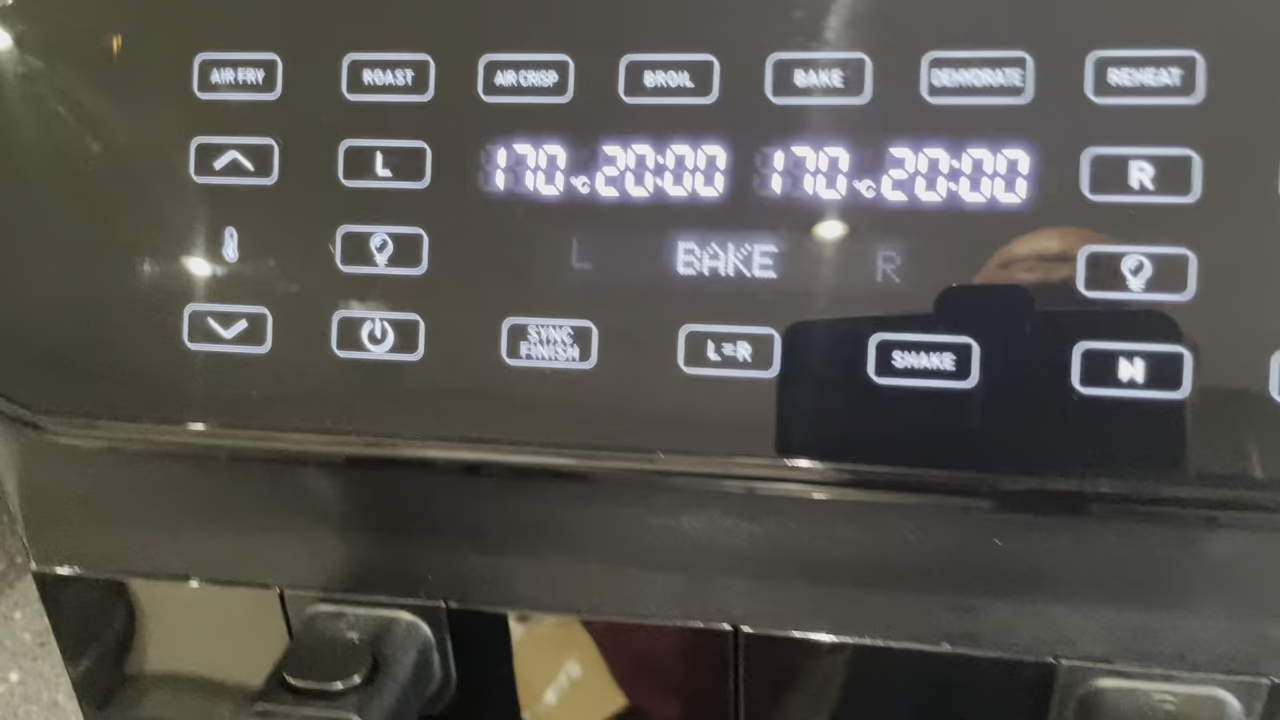 AIR FRY ROAST AIR CRISP BROIL BAKE DEHYDRATE REHEAT
L 170°C 20:00 170°C 20:00 R
L BAKE R
SYNC FINISH L=R SHAKE